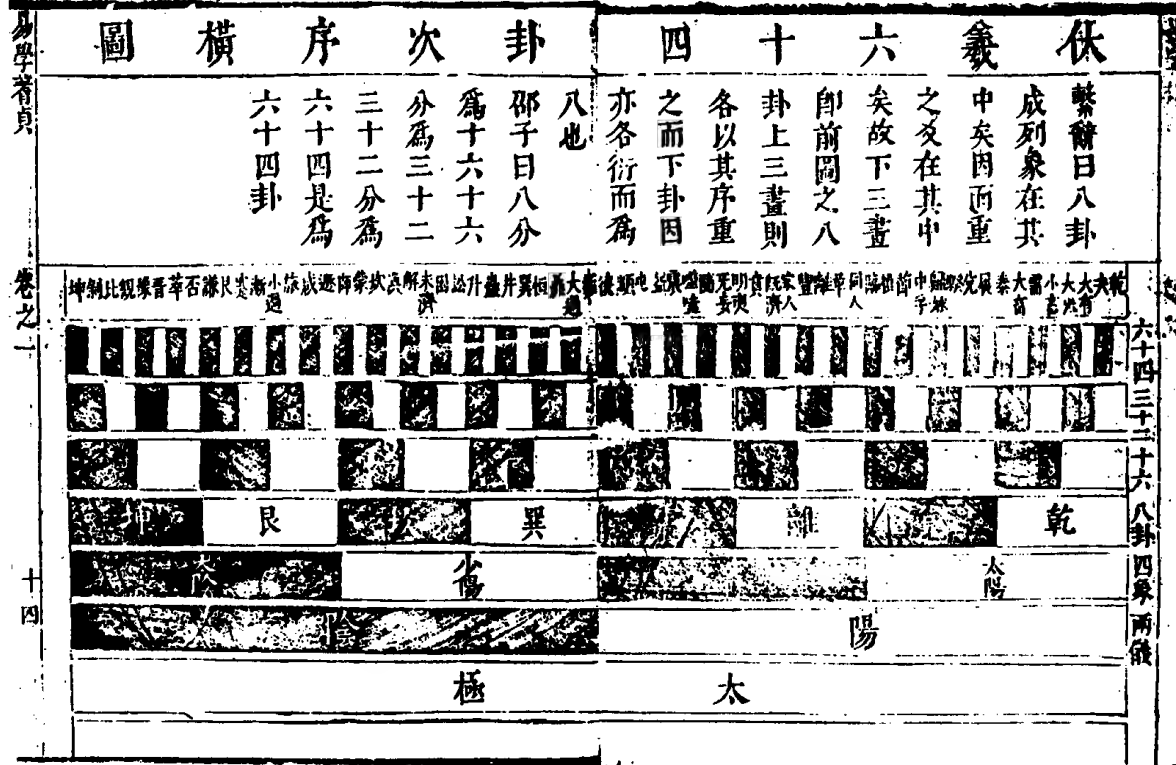 伏羲六十四卦次序橫圖
繫辭曰八卦
成列象在其
中矣因而重
之爻在其中
矣故下三畫
即前圖之八
卦上三畫則
各以其序重
之而下卦因
亦各衍而爲
八也
邵子曰八分
爲十六十六
分爲三十二
三十二分爲
六十四是爲
六十四卦
乾夬大有大壯小畜需大畜泰履兌睽歸妹中孚節損臨同人革離豐家人既濟賁明夷无妄隨噬嗑震益屯頤復
姤大過鼎恒巽井蠱升訟困未濟解渙坎蒙師遯咸旅小過漸蹇艮謙否萃晉豫觀比剝坤
六十四
三十二
十六
八卦
乾 離 巽 艮 坤
四象
太陽 少陽 太陰
兩儀
陽 陰
太極
易學蓍貞
卷之一
十四